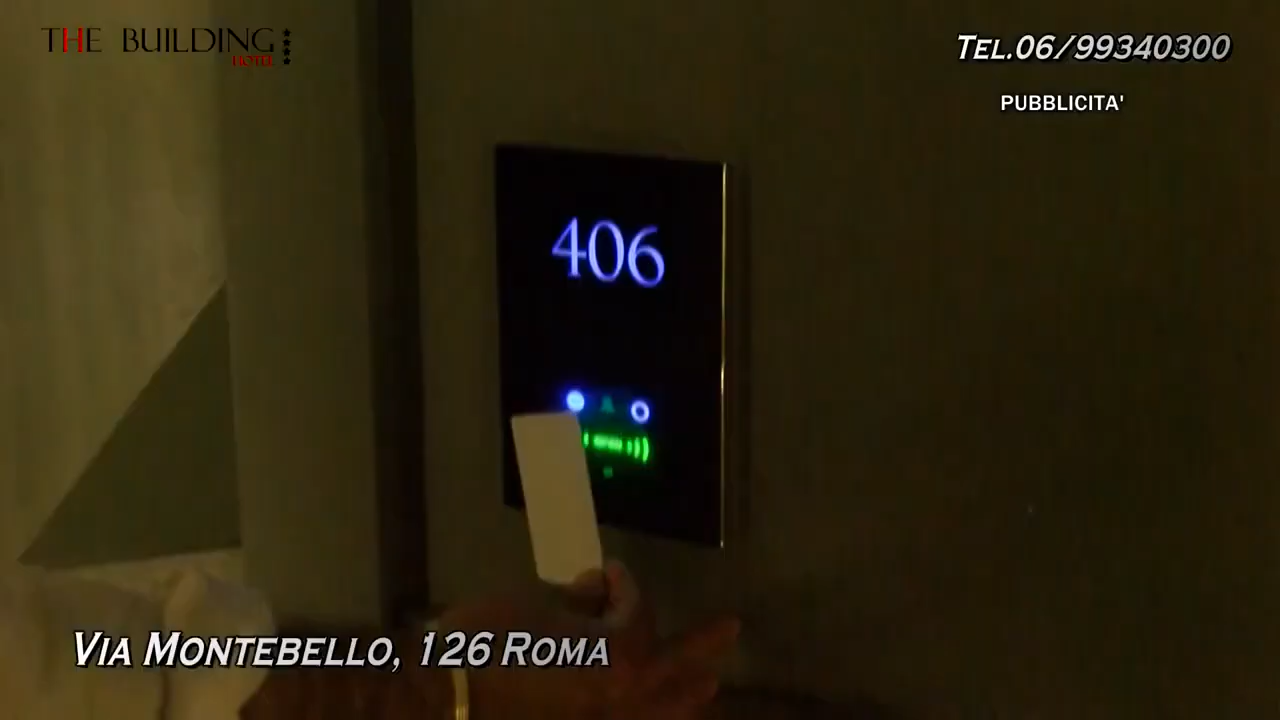 THE BUILDING
HOTEL
TEL.06/99340300
PUBBLICITA'
406
VIA MONTEBELLO, 126 ROMA